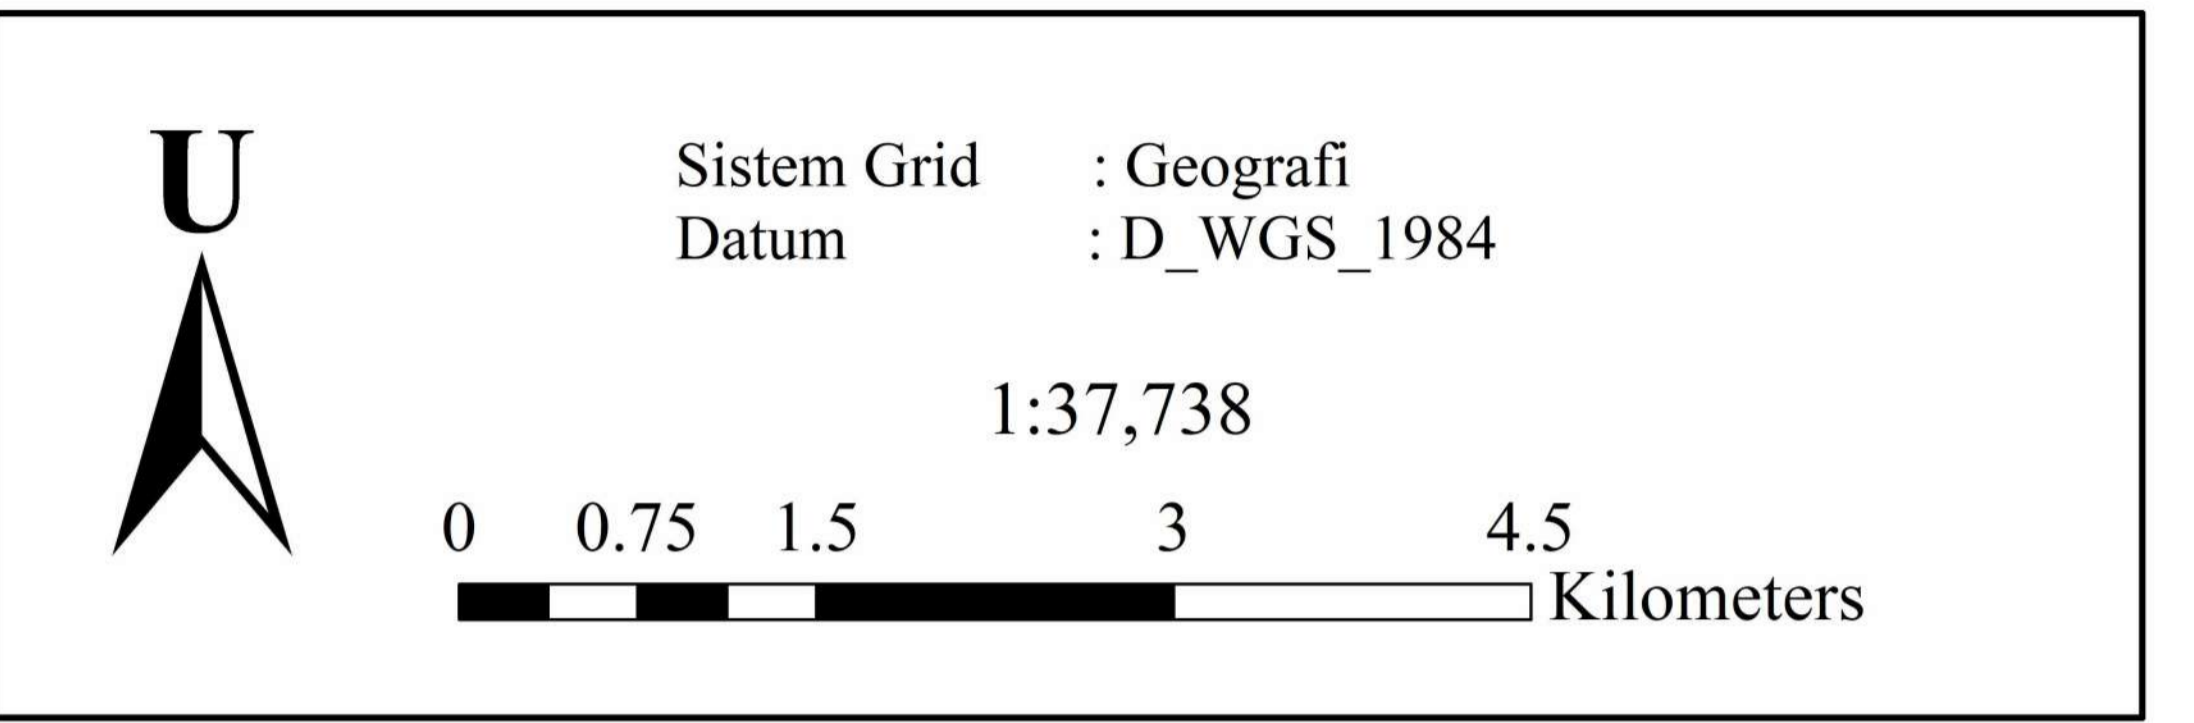 U
Sistem Grid : Geografi
Datum : D_WGS_1984
1:37,738
0 0.75 1.5 3 4.5
Kilometers